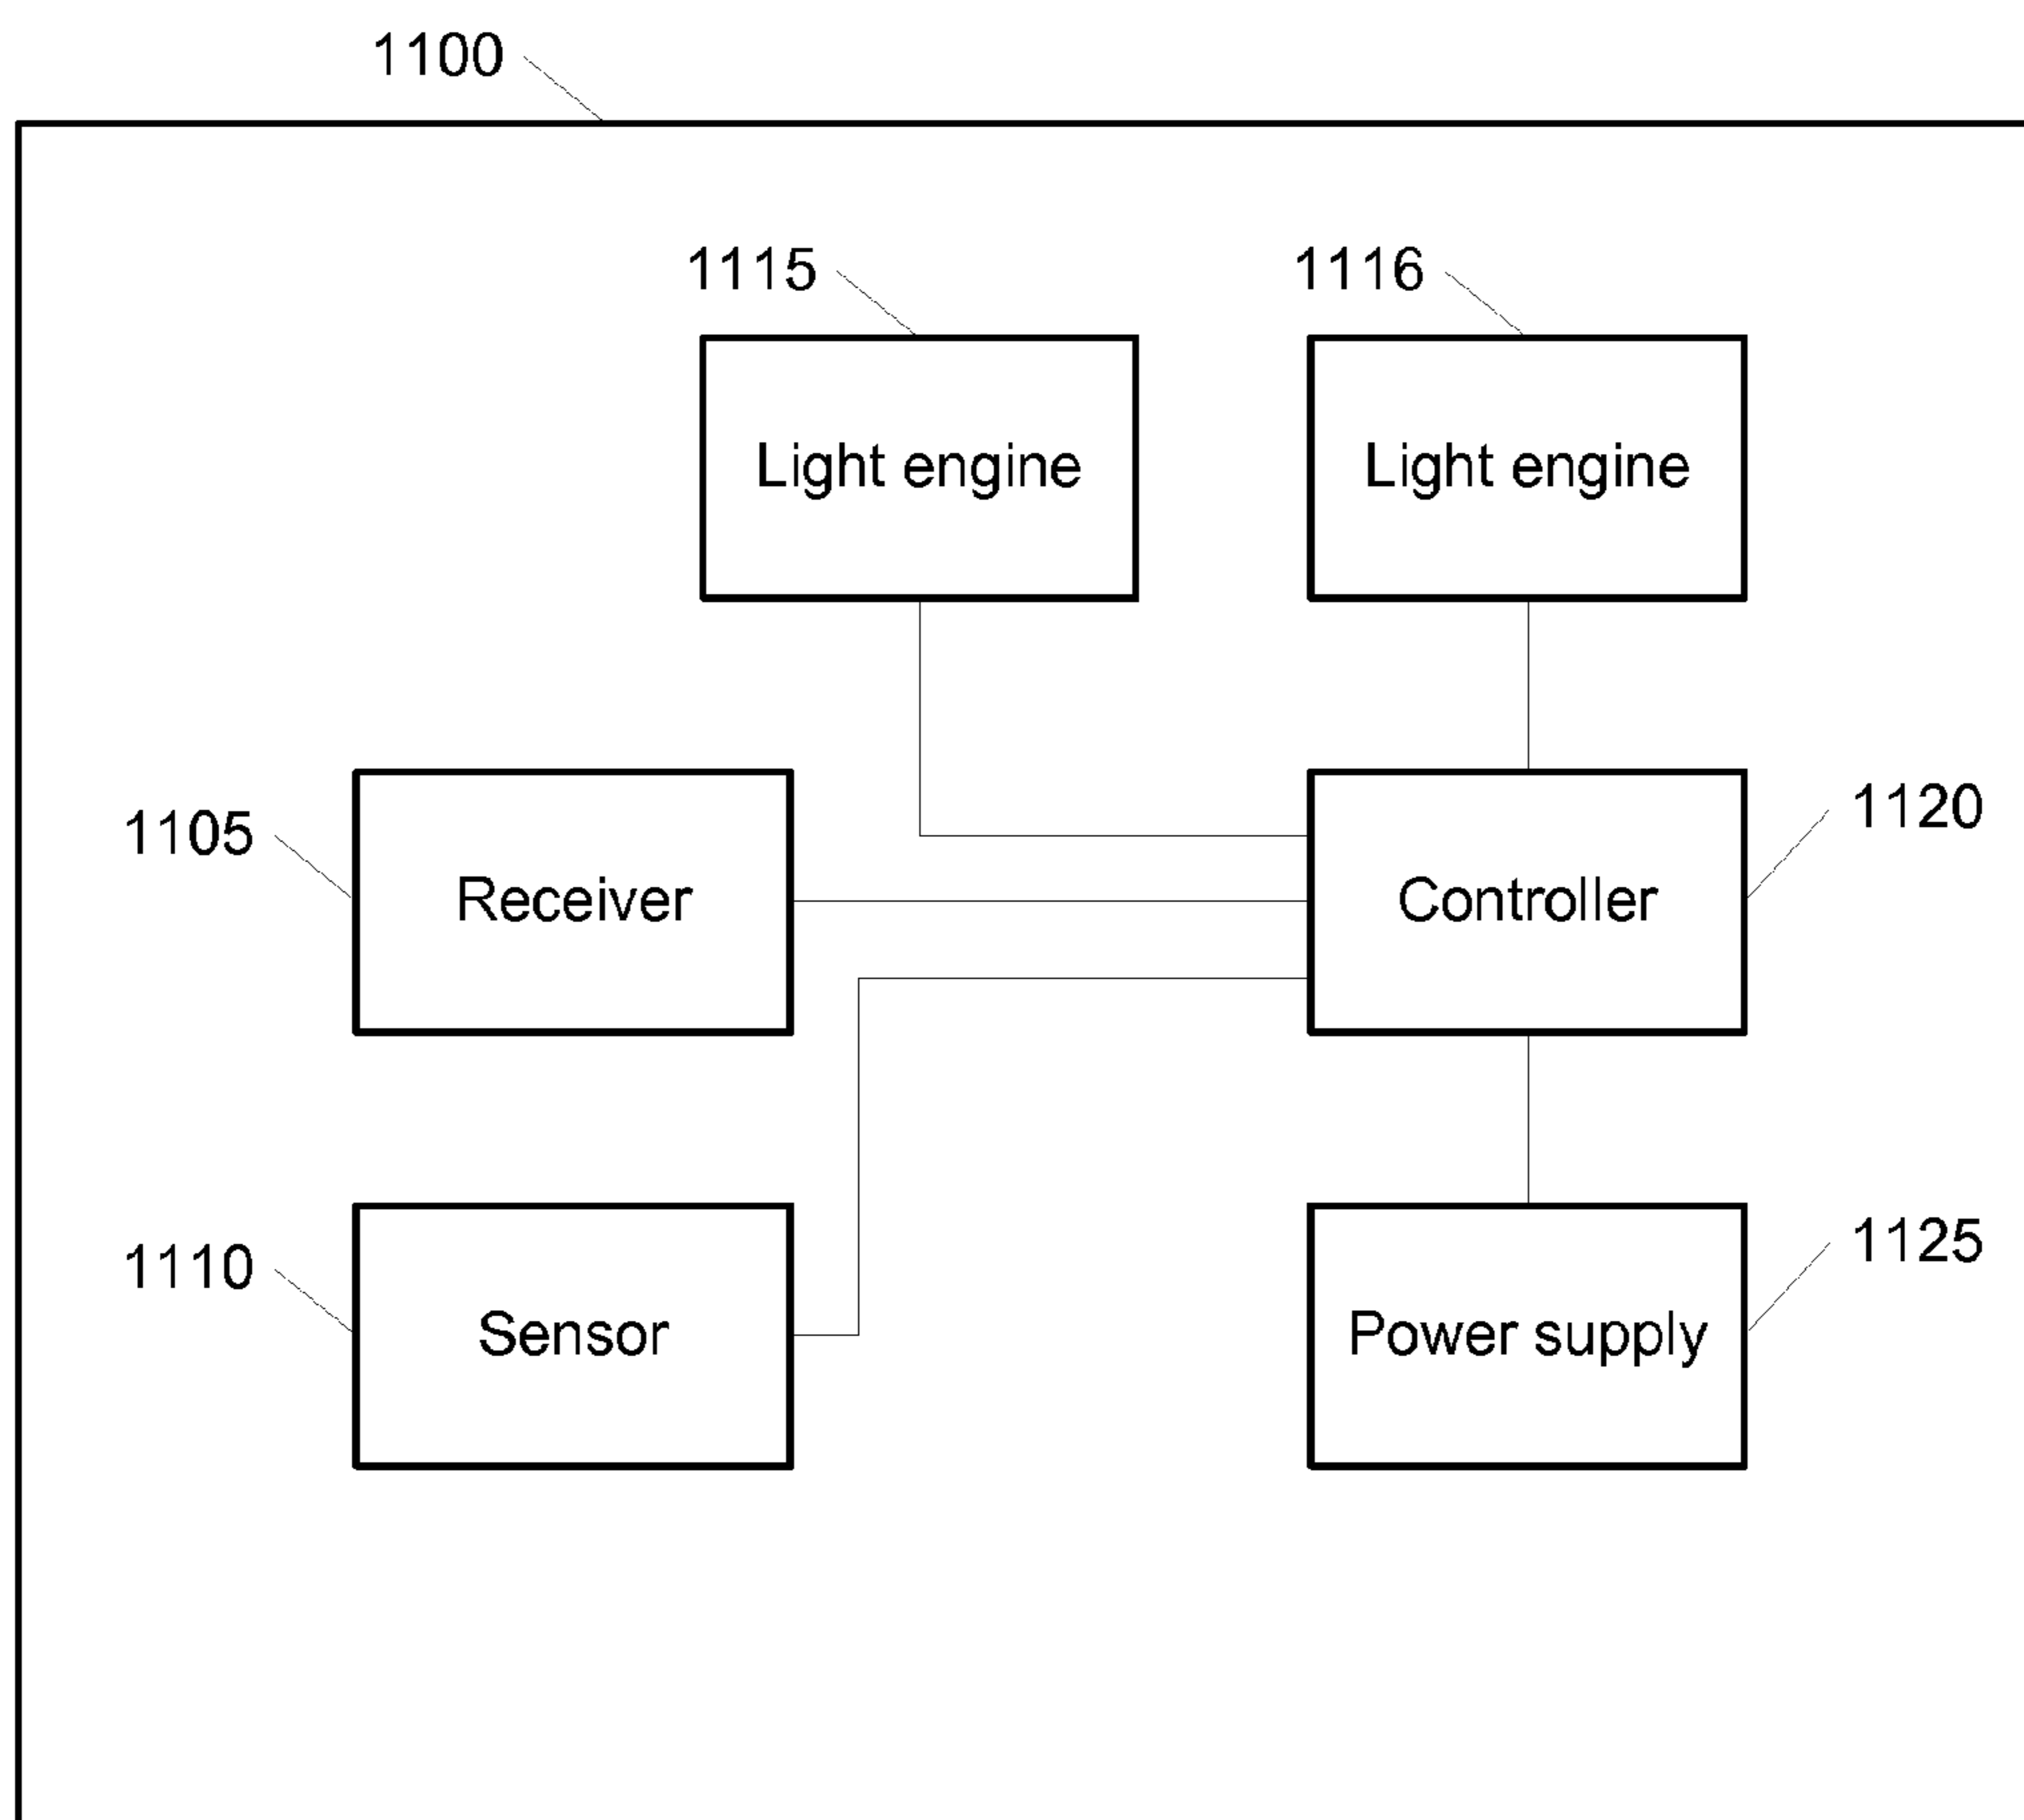 1100
1115
1116
Light engine
Light engine
1105
1120
Receiver
Controller
1110
1125
Sensor
Power supply